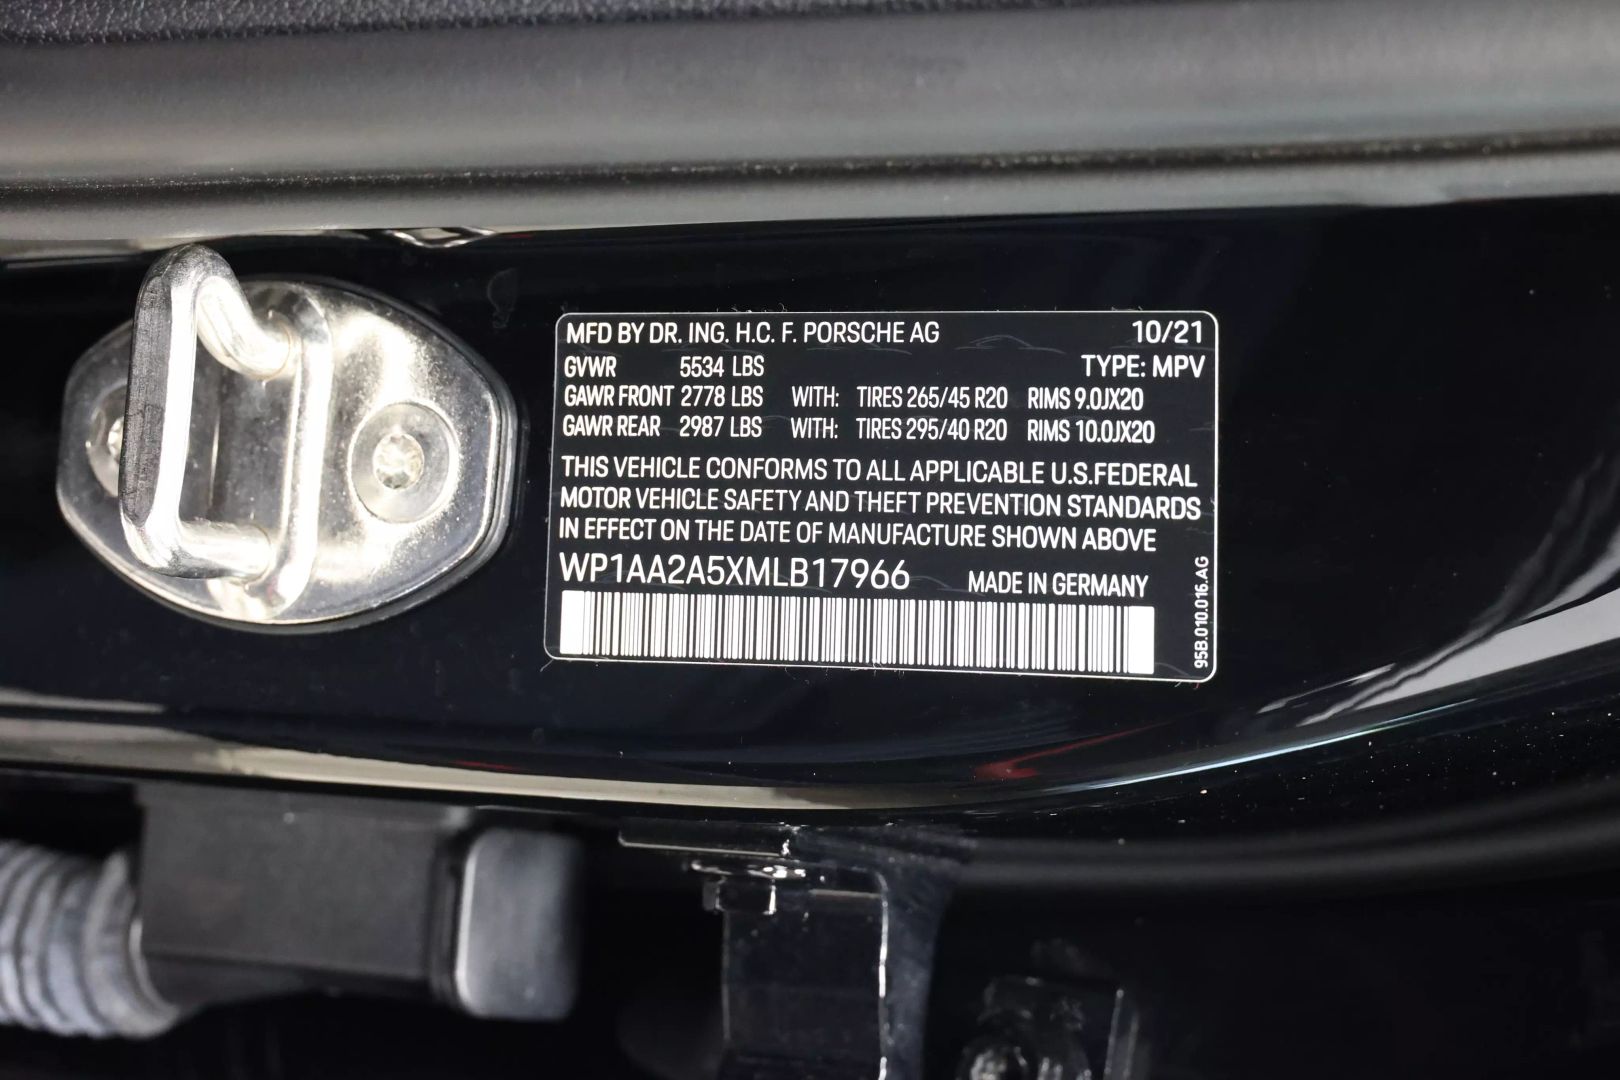 MFD BY DR. ING. H.C. F. PORSCHE AG 10/21
GVWR 5534 LBS TYPE: MPV
GAWR FRONT 2778 LBS WITH: TIRES 265/45 R20 RIMS 9.0JX20
GAWR REAR 2987 LBS WITH: TIRES 295/40 R20 RIMS 10.0JX20
THIS VEHICLE CONFORMS TO ALL APPLICABLE U.S.FEDERAL
MOTOR VEHICLE SAFETY AND THEFT PREVENTION STANDARDS
IN EFFECT ON THE DATE OF MANUFACTURE SHOWN ABOVE
WP1AA2A5XMLB17966 MADE IN GERMANY
95B.010.016.AG